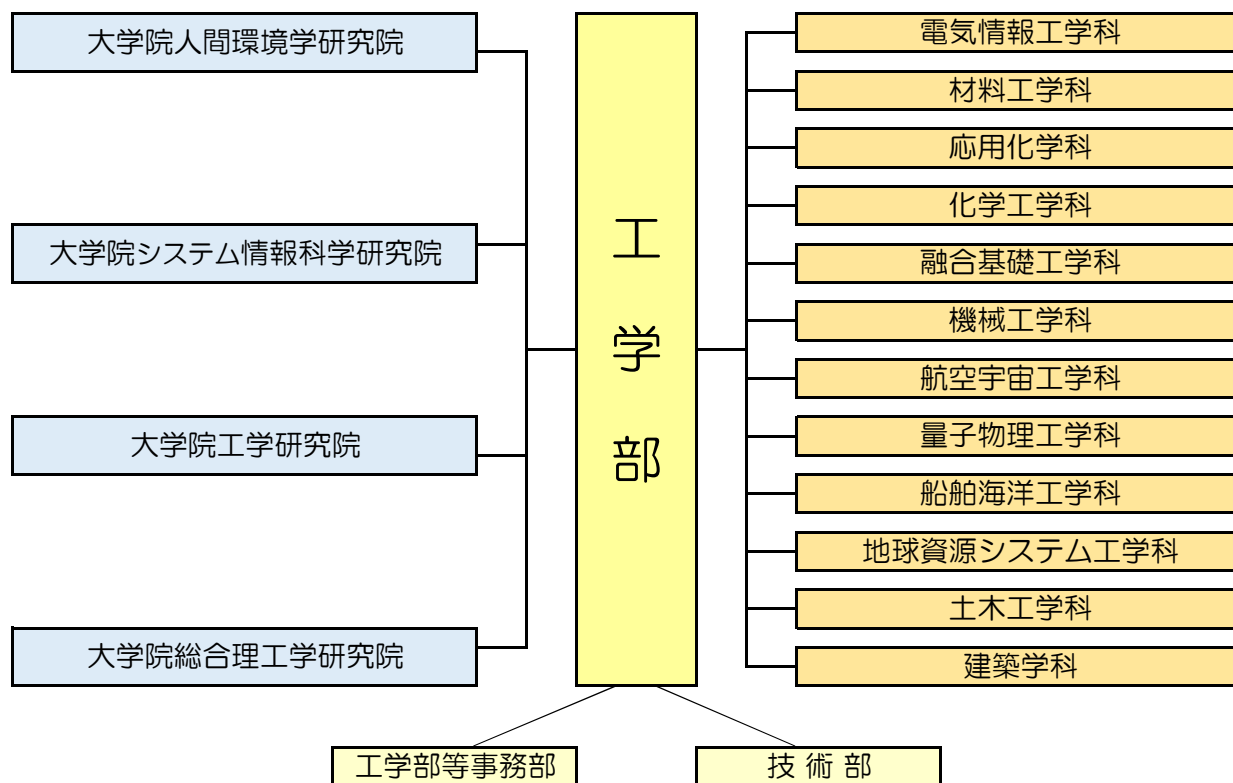 大学院人間環境学研究院
大学院システム情報科学研究院
大学院工学研究院
大学院総合理工学研究院
工学部
電気情報工学科
材料工学科
応用化学科
化学工学科
融合基礎工学科
機械工学科
航空宇宙工学科
量子物理工学科
船舶海洋工学科
地球資源システム工学科
土木工学科
建築学科
工学部等事務部
技 術 部